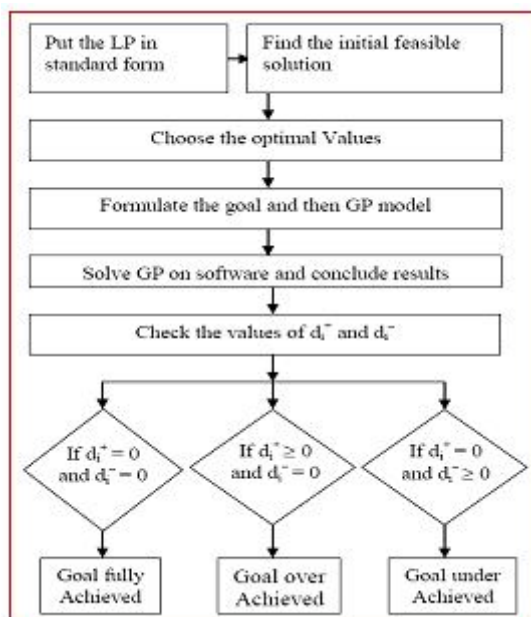 Put the LP in
standard form
Find the initial feasible
solution
Choose the optimal Values
Formulate the goal and then GP model
Solve GP on software and conclude results
Check the values of dᵢ⁺ and dᵢ⁻
If dᵢ⁺ = 0
and dᵢ⁻ = 0
If dᵢ⁺ ≥ 0
and dᵢ⁻ = 0
If dᵢ⁺ = 0
and dᵢ⁻ ≥ 0
Goal fully
Achieved
Goal over
Achieved
Goal under
Achieved